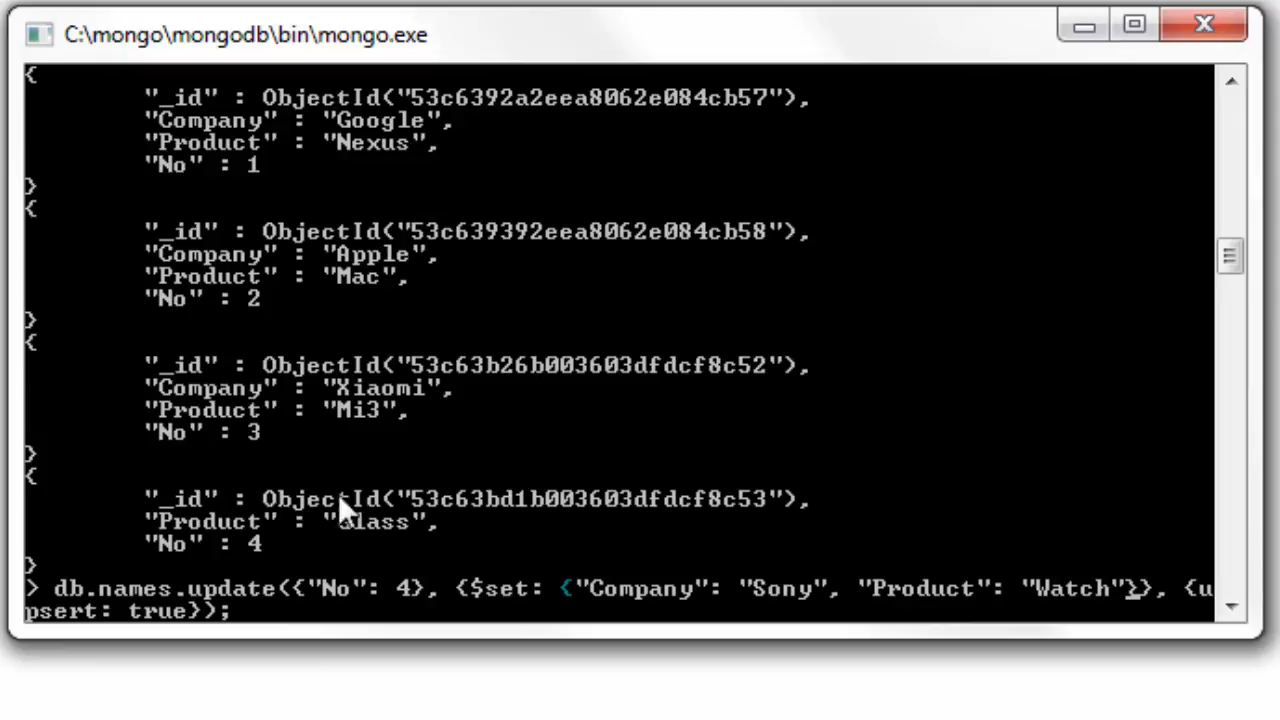 C:\mongo\mongodb\bin\mongo.exe
{
"_id" : ObjectId("53c6392a2eea8062e084cb57"),
"Company" : "Google",
"Product" : "Nexus",
"No" : 1
}
{
"_id" : ObjectId("53c639392eea8062e084cb58"),
"Company" : "Apple",
"Product" : "Mac",
"No" : 2
}
{
"_id" : ObjectId("53c63b26b003603dfdcf8c52"),
"Company" : "Xiaomi",
"Product" : "Mi3",
"No" : 3
}
{
"_id" : ObjectId("53c63bd1b003603dfdcf8c53"),
"Product" : "Glass",
"No" : 4
}
> db.names.update({"No": 4}, {$set: {"Company": "Sony", "Product": "Watch"}}, {u
psert: true});